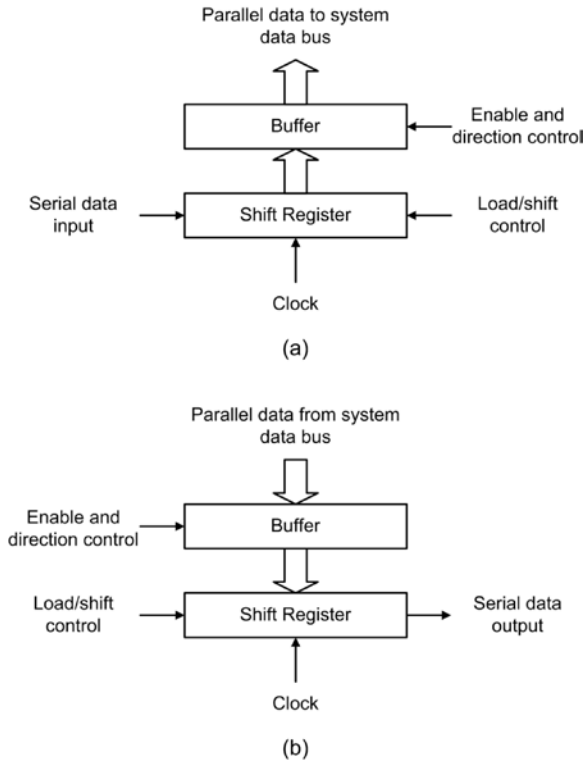 Parallel data to system
data bus
Buffer
Enable and
direction control
Serial data
input
Shift Register
Load/shift
control
Clock
(a)
Parallel data from system
data bus
Enable and
direction control
Buffer
Load/shift
control
Shift Register
Serial data
output
Clock
(b)